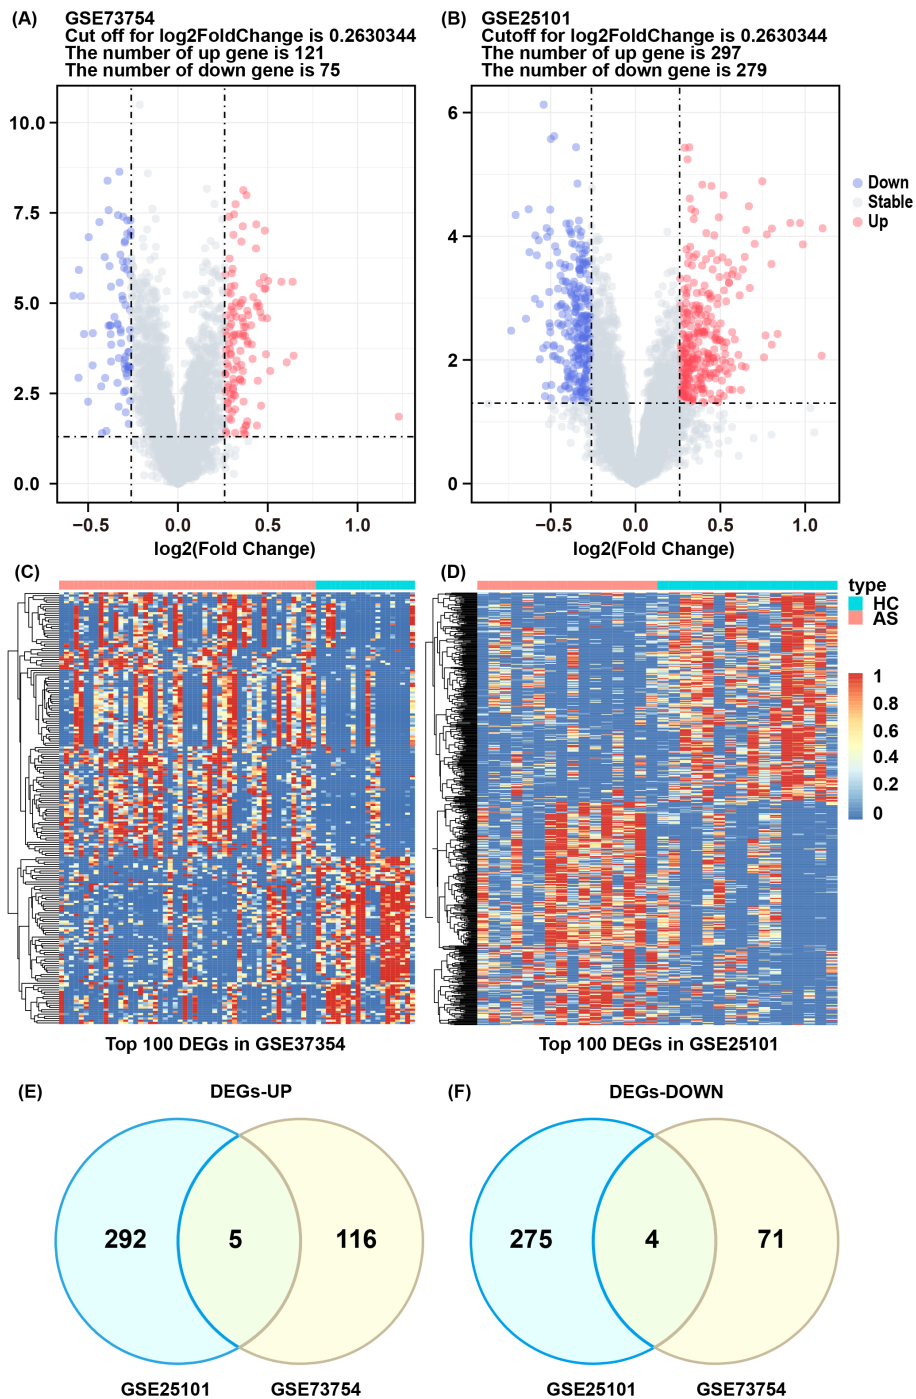 (A)
GSE73754
Cut off for log2FoldChange is 0.2630344
The number of up gene is 121
The number of down gene is 75
10.0
7.5
5.0
2.5
0.0
−0.5 0.0 0.5 1.0
log2(Fold Change)
(B)
GSE25101
Cutoff for log2FoldChange is 0.2630344
The number of up gene is 297
The number of down gene is 279
6
4
2
0
−0.5 0.0 0.5 1.0
log2(Fold Change)
Down
Stable
Up
(C)
Top 100 DEGs in GSE37354
(D)
Top 100 DEGs in GSE25101
type
HC
AS
1
0.8
0.6
0.4
0.2
0
(E)
DEGs-UP
292 5 116
GSE25101 GSE73754
(F)
DEGs-DOWN
275 4 71
GSE25101 GSE73754